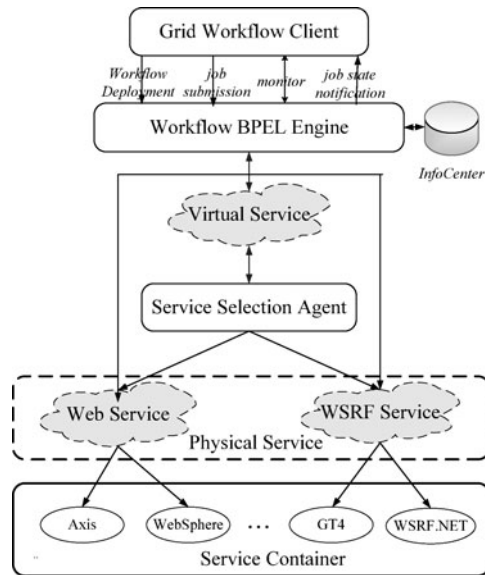 Grid Workflow Client
Workflow
Deployment
job
submission
monitor
job state
notification
Workflow BPEL Engine
InfoCenter
Virtual Service
Service Selection Agent
Web Service
WSRF Service
Physical Service
Axis
WebSphere
...
GT4
WSRF.NET
Service Container